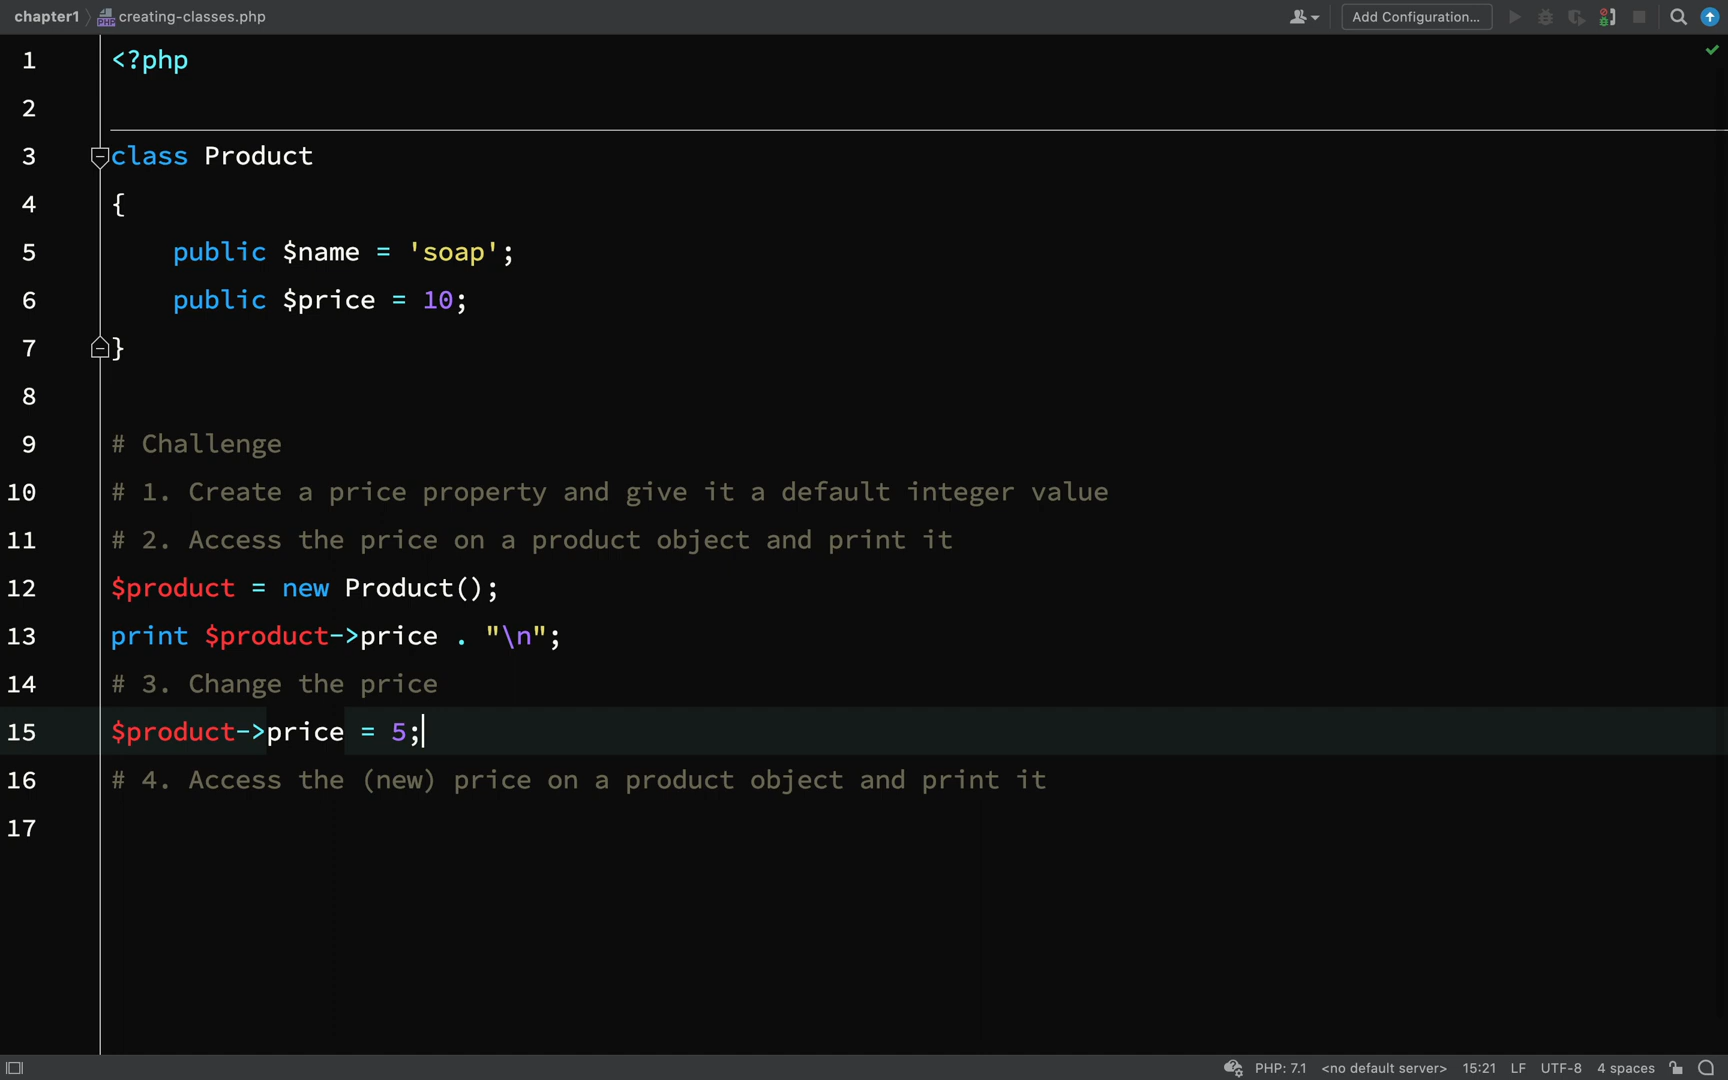 chapter1 creating-classes.php Add Configuration...
1 <?php
2
3 class Product
4 {
5 public $name = 'soap';
6 public $price = 10;
7 }
8
9 # Challenge
10 # 1. Create a price property and give it a default integer value
11 # 2. Access the price on a product object and print it
12 $product = new Product();
13 print $product->price . "\n";
14 # 3. Change the price
15 $product->price = 5;
16 # 4. Access the (new) price on a product object and print it
17
PHP: 7.1 <no default server> 15:21 LF UTF-8 4 spaces